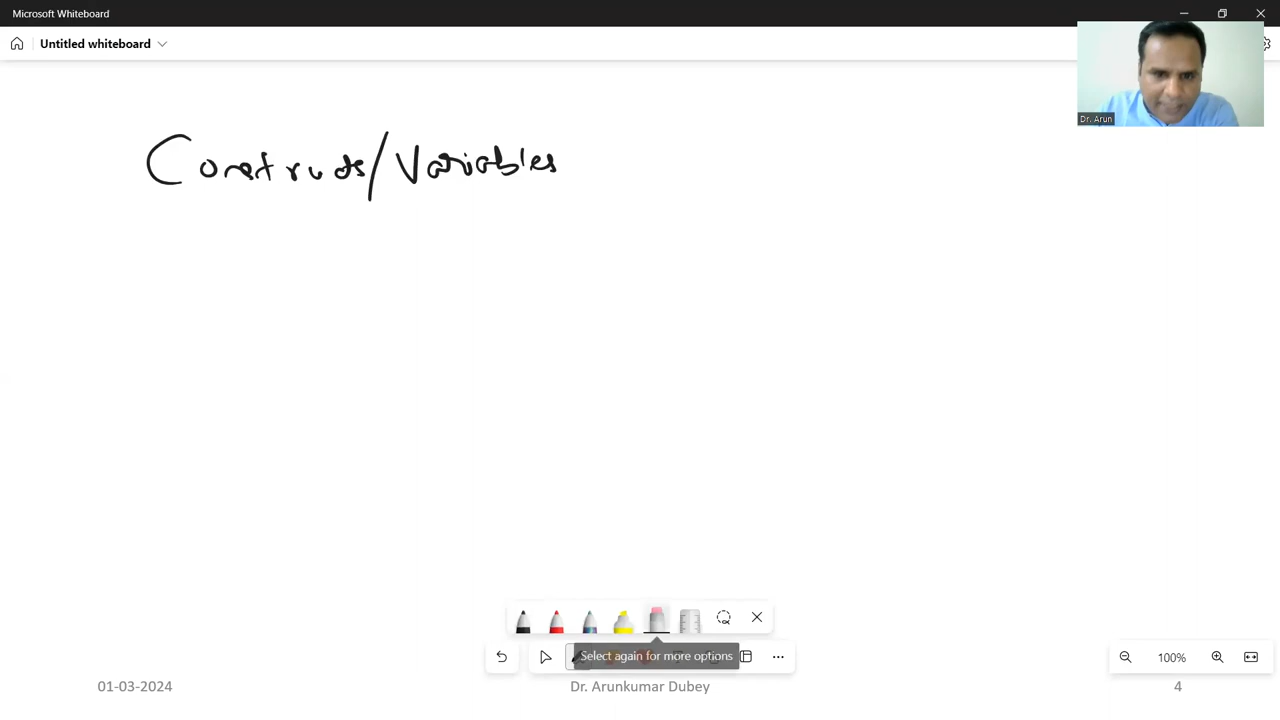 Microsoft Whiteboard
Untitled whiteboard
Dr. Arun
Constructs/Variables
Select again for more options
100%
01-03-2024
Dr. Arunkumar Dubey
4